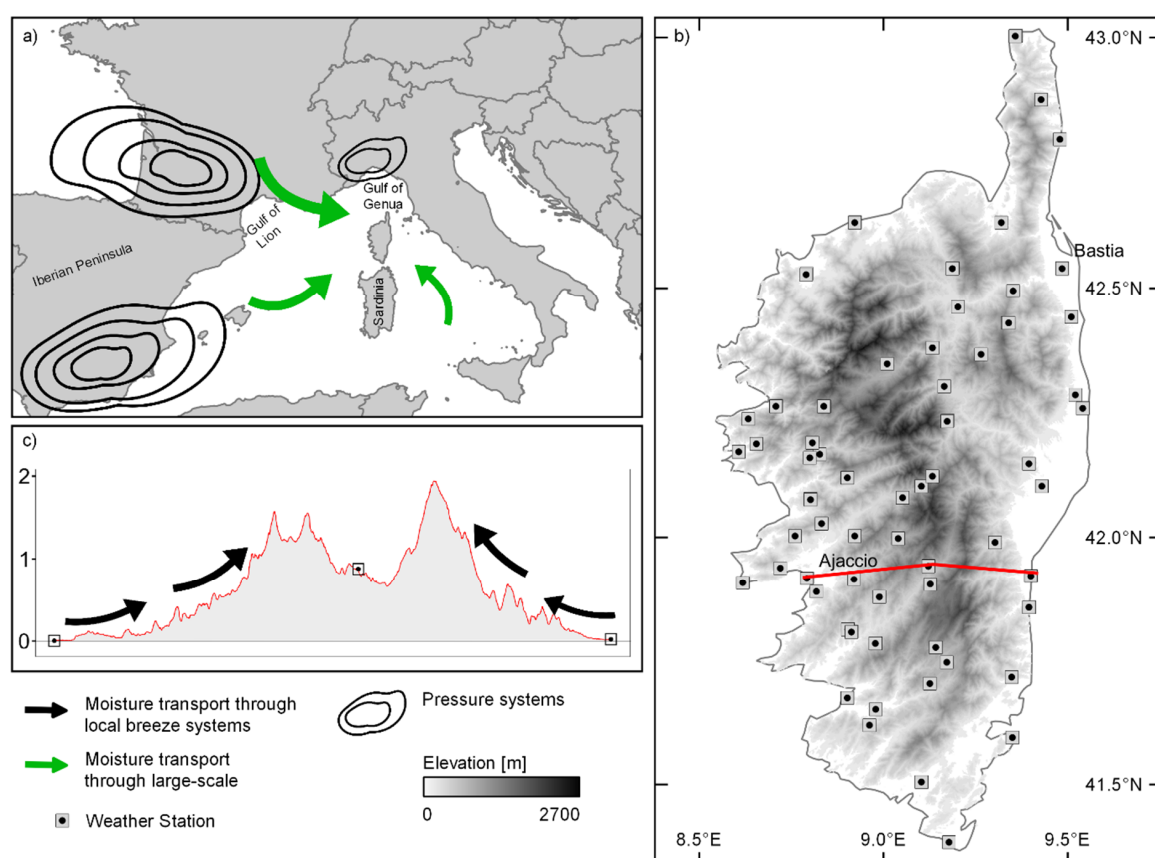 a)
Gulf of
Genua
Gulf of
Lion
Iberian Peninsula
Sardinia
b)
43.0°N
Bastia
42.5°N
42.0°N
Ajaccio
41.5°N
8.5°E
9.0°E
9.5°E
c)
2
1
0
Moisture transport through
local breeze systems
Pressure systems
Moisture transport
through large-scale
Elevation [m]
0
2700
Weather Station